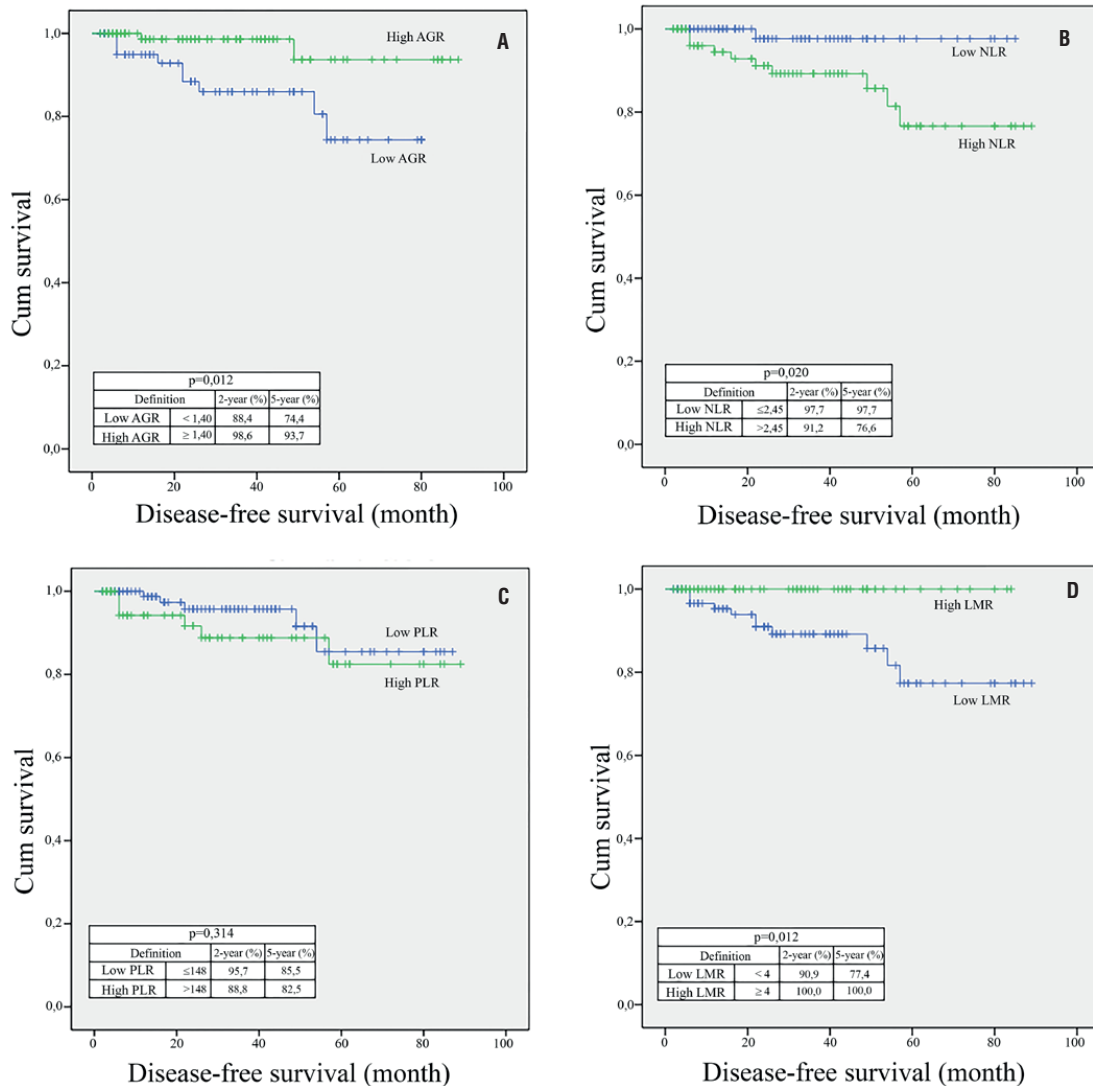 A
1,0
0,8
0,6
0,4
0,2
0,0
Cum survival
High AGR
Low AGR
p=0,012
Definition 2-year (%) 5-year (%)
Low AGR < 1,40 88,4 74,4
High AGR ≥ 1,40 98,6 93,7
0 20 40 60 80 100
Disease-free survival (month)
B
1,0
0,8
0,6
0,4
0,2
0,0
Cum survival
Low NLR
High NLR
p=0,020
Definition 2-year (%) 5-year (%)
Low NLR ≤2,45 97,7 97,7
High NLR >2,45 91,2 76,6
0 20 40 60 80 100
Disease-free survival (month)
C
1,0
0,8
0,6
0,4
0,2
0,0
Cum survival
Low PLR
High PLR
p=0,314
Definition 2-year (%) 5-year (%)
Low PLR ≤148 95,7 85,5
High PLR >148 88,8 82,5
0 20 40 60 80 100
Disease-free survival (month)
D
1,0
0,8
0,6
0,4
0,2
0,0
Cum survival
High LMR
Low LMR
p=0,012
Definition 2-year (%) 5-year (%)
Low LMR < 4 90,9 77,4
High LMR ≥ 4 100,0 100,0
0 20 40 60 80 100
Disease-free survival (month)